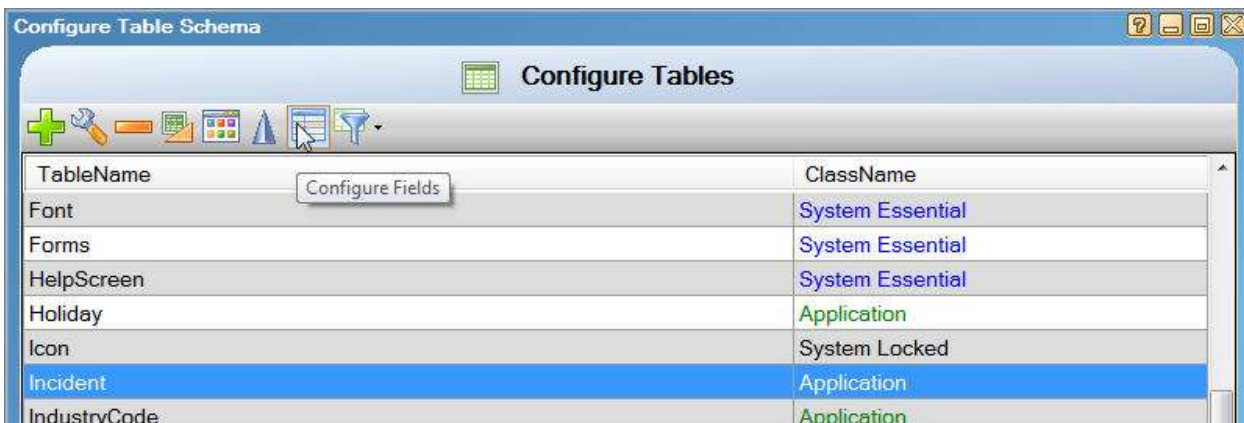 Configure Table Schema
Configure Tables
TableName ClassName
Configure Fields
Font System Essential
Forms System Essential
HelpScreen System Essential
Holiday Application
Icon System Locked
Incident Application
IndustryCode Application